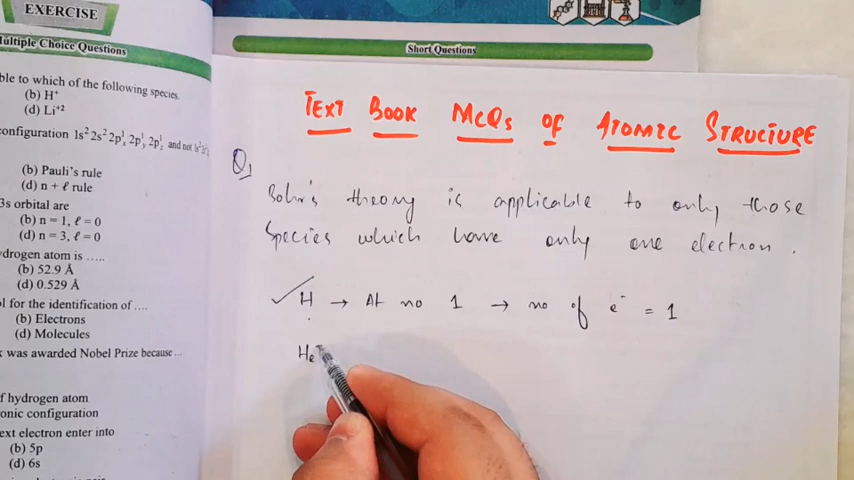 EXERCISE
Multiple Choice Questions
ble to which of the following species.
(b) H+
(d) Li+2
configuration 1s² 2s² 2p¹x 2p¹y 2p¹z and not
(b) Pauli's rule
(d) n + ℓ rule
3s orbital are
(b) n = 1, ℓ = 0
(d) n = 3, ℓ = 0
ydrogen atom is .....
(b) 52.9 Å
(d) 0.529 Å
ol for the identification of ....
(b) Electrons
(d) Molecules
k was awarded Nobel Prize because ...
f hydrogen atom
ronic configuration
ext electron enter into
(b) 5p
(d) 6s
Short Questions
TEXT BOOK MCQs OF ATOMIC STRUCTURE
Q1
Bohr's theory is applicable to only those
Species which have only one electron.
✓ H → At no 1 → no of e⁻ = 1
He